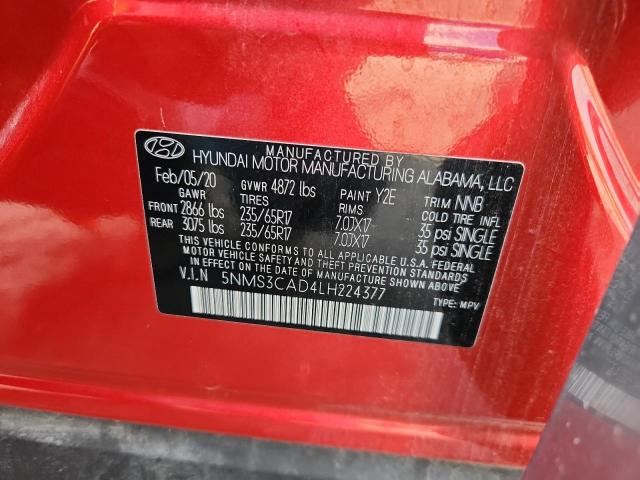 MANUFACTURED BY
HYUNDAI MOTOR MANUFACTURING ALABAMA, LLC
Feb/05/20 GVWR 4872 lbs PAINT Y2E TRIM NNB
GAWR TIRES RIMS COLD TIRE INFL
FRONT 2866 lbs 235/65R17 7.0JX17 35 psi SINGLE
REAR 3075 lbs 235/65R17 7.0JX17 35 psi SINGLE
THIS VEHICLE CONFORMS TO ALL APPLICABLE U.S.A. FEDERAL
MOTOR VEHICLE SAFETY, BUMPER, AND THEFT PREVENTION STANDARDS
IN EFFECT ON THE DATE OF MANUFACTURE SHOWN ABOVE
V.I.N 5NMS3CAD4LH224377
TYPE: MPV